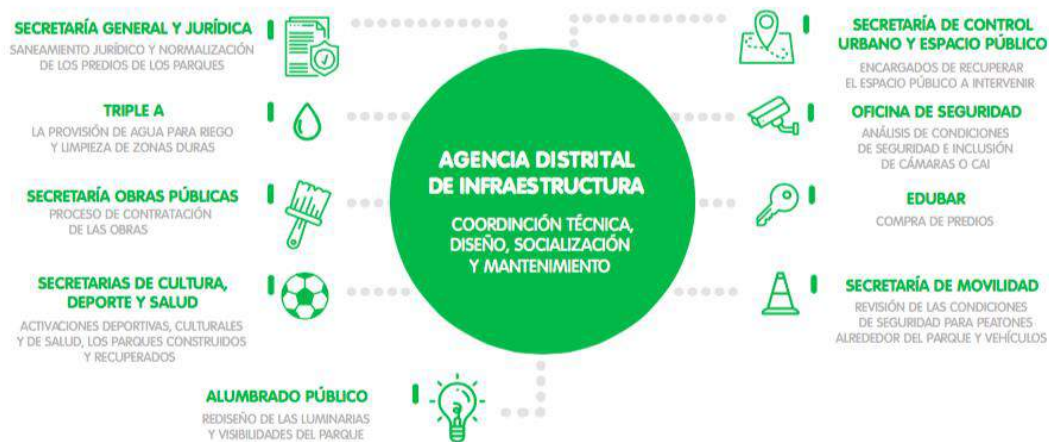 SECRETARÍA GENERAL Y JURÍDICA
SANEAMIENTO JURÍDICO Y NORMALIZACIÓN
DE LOS PREDIOS DE LOS PARQUES
TRIPLE A
LA PROVISIÓN DE AGUA PARA RIEGO
Y LIMPIEZA DE ZONAS DURAS
SECRETARÍA OBRAS PÚBLICAS
PROCESO DE CONTRATACIÓN
DE LAS OBRAS
SECRETARIAS DE CULTURA,
DEPORTE Y SALUD
ACTIVACIONES DEPORTIVAS, CULTURALES
Y DE SALUD, LOS PARQUES CONSTRUIDOS
Y RECUPERADOS
ALUMBRADO PÚBLICO
REDISEÑO DE LAS LUMINARIAS
Y VISIBILIDADES DEL PARQUE
AGENCIA DISTRITAL
DE INFRAESTRUCTURA
COORDINCIÓN TÉCNICA,
DISEÑO, SOCIALIZACIÓN
Y MANTENIMIENTO
SECRETARÍA DE CONTROL
URBANO Y ESPACIO PÚBLICO
ENCARGADOS DE RECUPERAR
EL ESPACIO PÚBLICO A INTERVENIR
OFICINA DE SEGURIDAD
ANÁLISIS DE CONDICIONES
DE SEGURIDAD E INCLUSIÓN
DE CÁMARAS O CAI
EDUBAR
COMPRA DE PREDIOS
SECRETARÍA DE MOVILIDAD
REVISIÓN DE LAS CONDICIONES
DE SEGURIDAD PARA PEATONES
ALREDEDOR DEL PARQUE Y VEHÍCULOS